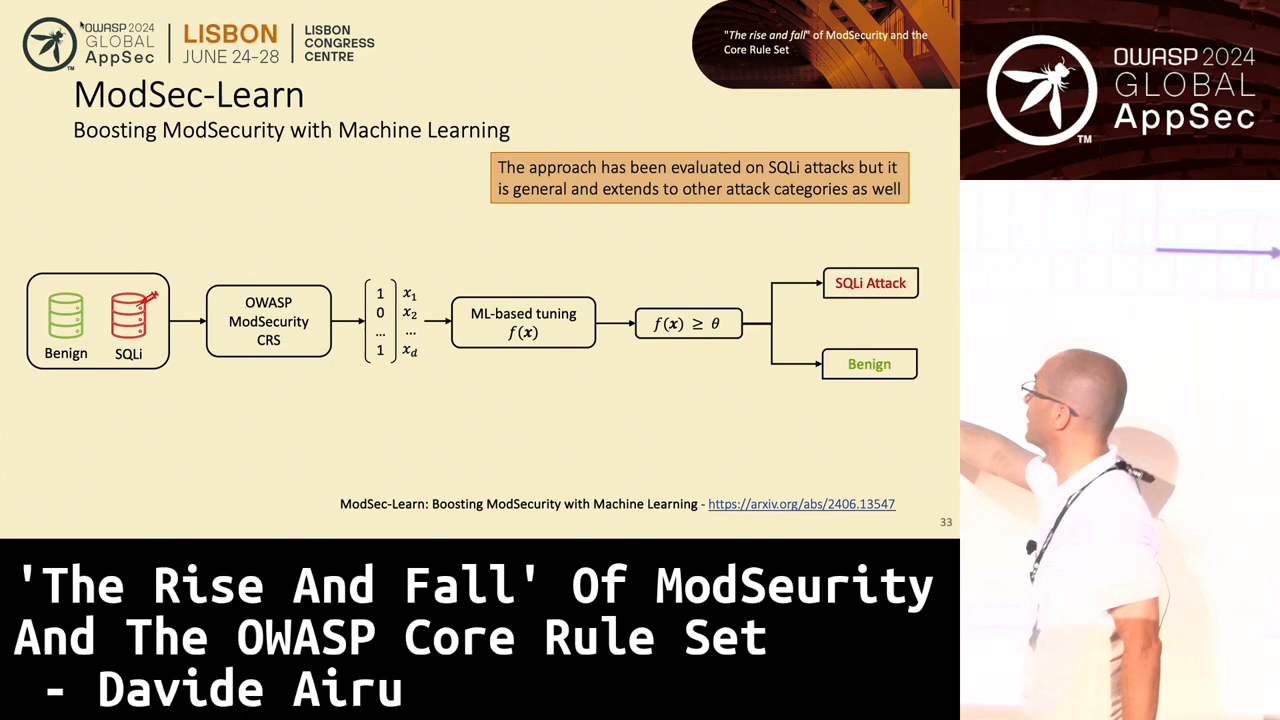 OWASP 2024
GLOBAL
AppSec
TM
LISBON
JUNE 24-28
LISBON
CONGRESS
CENTRE
"The rise and fall" of ModSecurity and the
Core Rule Set
OWASP 2024
GLOBAL
AppSec
TM
ModSec-Learn
Boosting ModSecurity with Machine Learning
The approach has been evaluated on SQLi attacks but it
is general and extends to other attack categories as well
Benign
SQLi
OWASP
ModSecurity
CRS
1 x₁
0 x₂
... ...
1 x_d
ML-based tuning
f(x)
f(x) ≥ θ
SQLi Attack
Benign
ModSec-Learn: Boosting ModSecurity with Machine Learning - https://arxiv.org/abs/2406.13547
33
'The Rise And Fall' Of ModSeurity
And The OWASP Core Rule Set
- Davide Airu